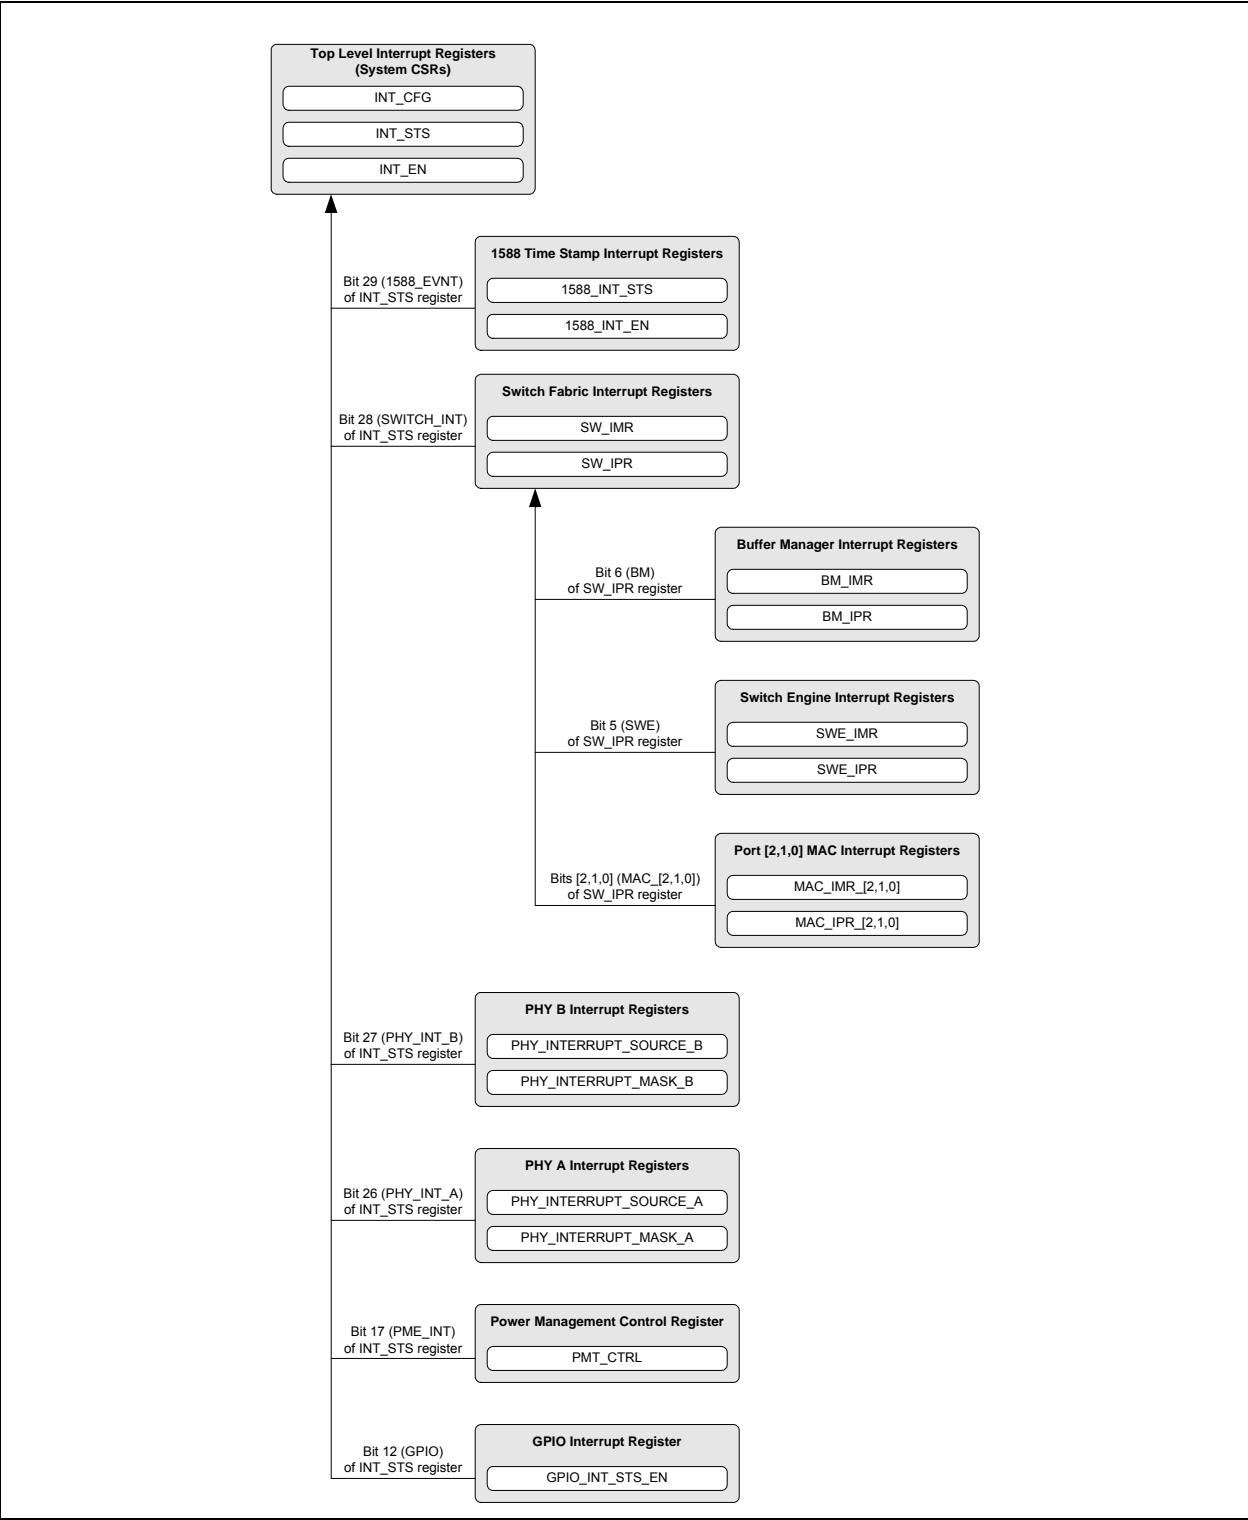 Top Level Interrupt Registers
(System CSRs)
INT_CFG
INT_STS
INT_EN
1588 Time Stamp Interrupt Registers
Bit 29 (1588_EVNT)
of INT_STS register
1588_INT_STS
1588_INT_EN
Switch Fabric Interrupt Registers
Bit 28 (SWITCH_INT)
of INT_STS register
SW_IMR
SW_IPR
Buffer Manager Interrupt Registers
Bit 6 (BM)
of SW_IPR register
BM_IMR
BM_IPR
Switch Engine Interrupt Registers
Bit 5 (SWE)
of SW_IPR register
SWE_IMR
SWE_IPR
Port [2,1,0] MAC Interrupt Registers
Bits [2,1,0] (MAC_[2,1,0])
of SW_IPR register
MAC_IMR_[2,1,0]
MAC_IPR_[2,1,0]
PHY B Interrupt Registers
Bit 27 (PHY_INT_B)
of INT_STS register
PHY_INTERRUPT_SOURCE_B
PHY_INTERRUPT_MASK_B
PHY A Interrupt Registers
Bit 26 (PHY_INT_A)
of INT_STS register
PHY_INTERRUPT_SOURCE_A
PHY_INTERRUPT_MASK_A
Power Management Control Register
Bit 17 (PME_INT)
of INT_STS register
PMT_CTRL
GPIO Interrupt Register
Bit 12 (GPIO)
of INT_STS register
GPIO_INT_STS_EN